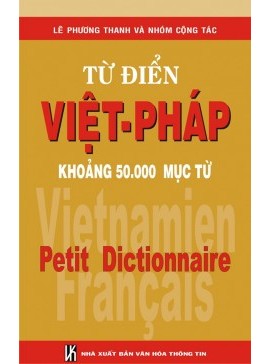 LÊ PHƯƠNG THANH VÀ NHÓM CỘNG TÁC
TỪ ĐIỂN
VIỆT-PHÁP
KHOẢNG 50.000 MỤC TỪ
Vietnamien
Petit Dictionnaire
Français
NHÀ XUẤT BẢN VĂN HÓA THÔNG TIN